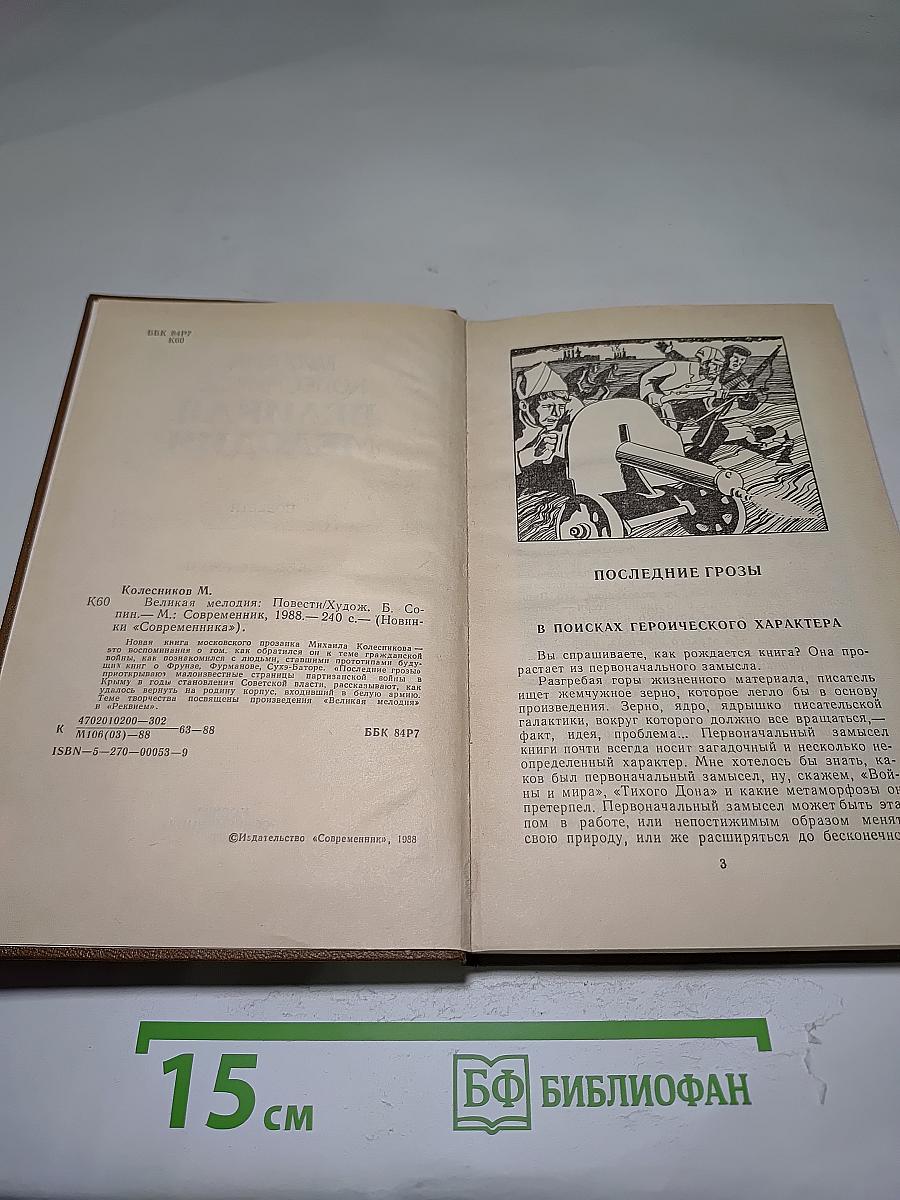 ББК 84Р7
К60
Колесников М.
К60 Великая мелодия: Повести/Худож. Б. Со-
пин.— М.: Современник, 1988.— 240 с.— (Новин-
ки «Современника»).
Новая книга московского прозаика Михаила Колесникова —
это воспоминания о том, как обратился он к теме гражданской
войны, как познакомился с людьми, ставшими прототипами буду-
щих книг о Фрунзе, Фурманове, Сухэ-Баторе. «Последние грозы»
приоткрывают малоизвестные страницы партизанской войны в
Крыму в годы становления Советской власти, рассказывают, как
удалось вернуть на родину корпус, входивший в белую армию.
Теме творчества посвящены произведения «Великая мелодия»
и «Реквием».
К 4702010200—302
М106(03)—88
63—88
ББК 84Р7
ISBN—5—270—00053—9
©Издательство «Современник», 1988
ПОСЛЕДНИЕ ГРОЗЫ
В ПОИСКАХ ГЕРОИЧЕСКОГО ХАРАКТЕРА
Вы спрашиваете, как рождается книга? Она про-
растает из первоначального замысла.
Разгребая горы жизненного материала, писатель
ищет жемчужное зерно, которое легло бы в основу
произведения. Зерно, ядро, ядрышко писательской
галактики, вокруг которого должно все вращаться,—
факт, идея, проблема... Первоначальный замысел
книги почти всегда носит загадочный и несколько не-
определенный характер. Мне хотелось бы знать, ка-
ков был первоначальный замысел, ну, скажем, «Вой-
ны и мира», «Тихого Дона» и какие метаморфозы он
претерпел. Первоначальный замысел может быть эта
пом в работе, или непостижимым образом менят
свою природу, или же расширяться до бесконечно
3
15 см
БФ БИБЛИОФАН